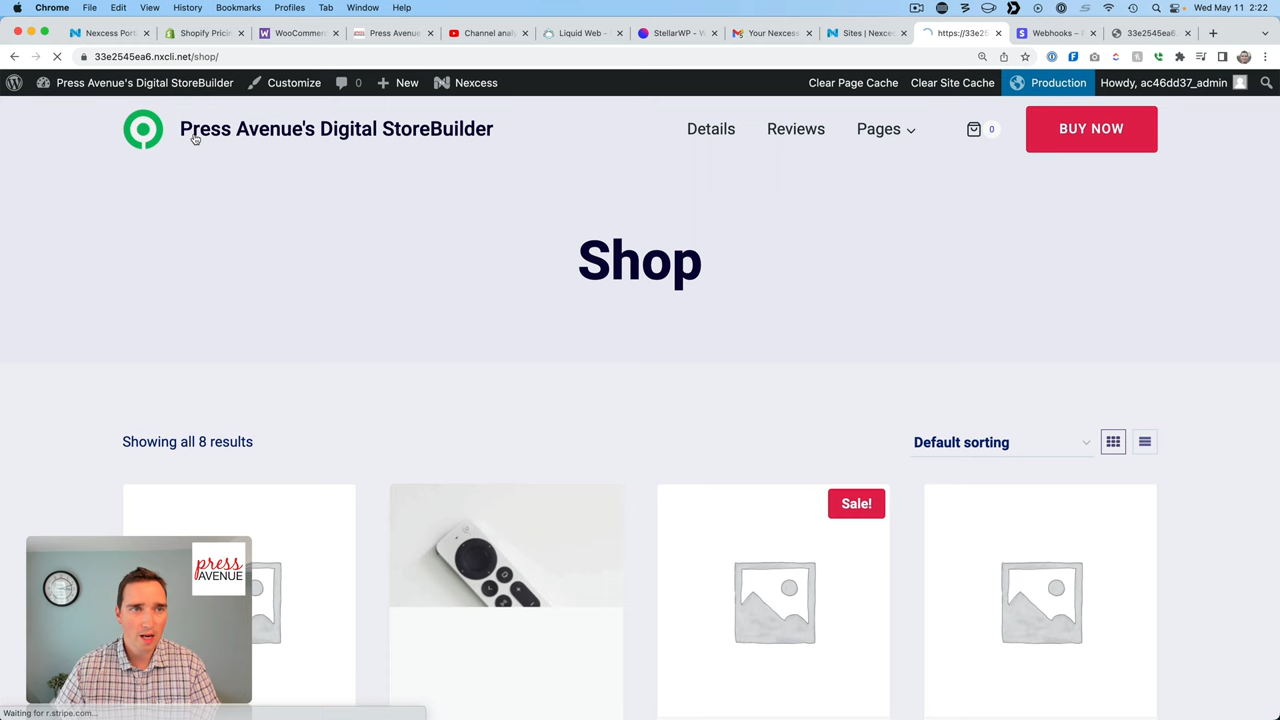 Chrome File Edit View History Bookmarks Profiles Tab Window Help Wed May 11 2:22
Nexcess Port Shopify Pricin WooCommer Press Avenue Channel analy Liquid Web - StellarWP - W Your Nexcess Sites | Nexce https://33e25 Webhooks – 33e2545ea6.
33e2545ea6.nxcli.net/shop/
Press Avenue's Digital StoreBuilder Customize 0 New Nexcess Clear Page Cache Clear Site Cache Production Howdy, ac46dd37_admin
Press Avenue's Digital StoreBuilder Details Reviews Pages 0 BUY NOW
Shop
Showing all 8 results Default sorting
Sale!
press
AVENUE
Waiting for r.stripe.com...